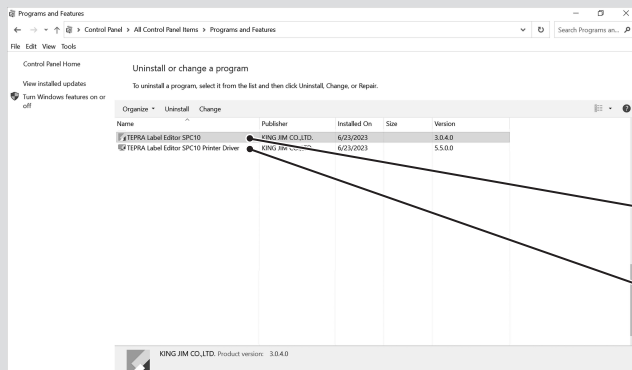 Programs and Features
Control Panel > All Control Panel Items > Programs and Features
Search Programs an...
File Edit View Tools
Control Panel Home
View installed updates
Turn Windows features on or
off
Uninstall or change a program
To uninstall a program, select it from the list and then click Uninstall, Change, or Repair.
Organize Uninstall Change
Name Publisher Installed On Size Version
TEPRA Label Editor SPC10 KING JIM CO.,LTD. 6/23/2023 3.0.4.0
TEPRA Label Editor SPC10 Printer Driver KING JIM CO.,LTD. 6/23/2023 5.5.0.0
KING JIM CO.,LTD. Product version: 3.0.4.0